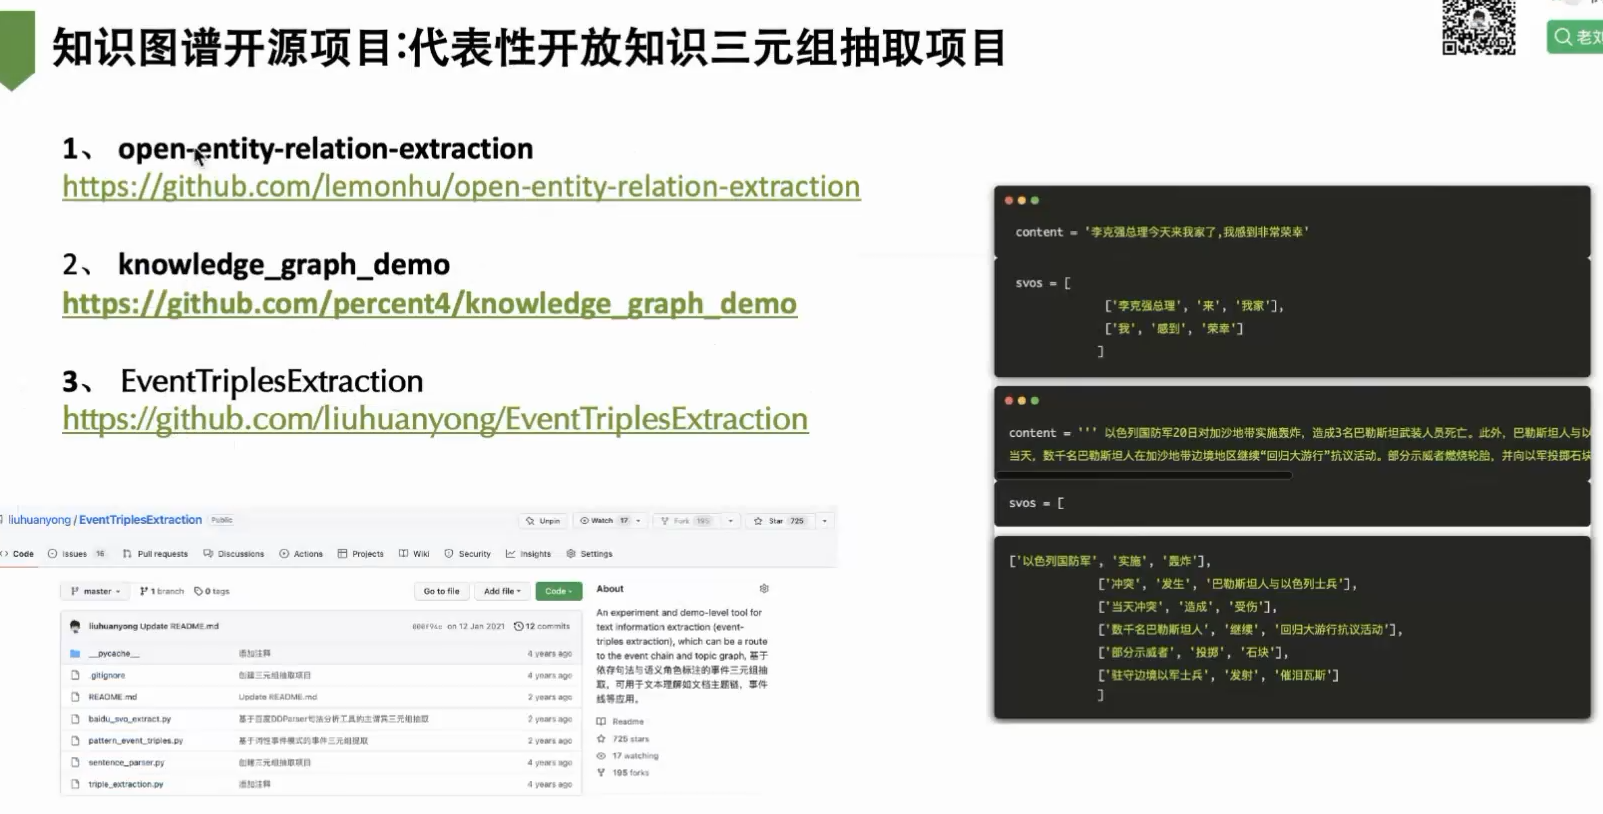 知识图谱开源项目:代表性开放知识三元组抽取项目
老刘
1、 open-entity-relation-extraction
https://github.com/lemonhu/open-entity-relation-extraction
2、 knowledge_graph_demo
https://github.com/percent4/knowledge_graph_demo
3、 EventTriplesExtraction
https://github.com/liuhuanyong/EventTriplesExtraction
content = '李克强总理今天来我家了,我感到非常荣幸'
svos = [
['李克强总理', '来', '我家'],
['我', '感到', '荣幸']
]
content = ''' 以色列国防军20日对加沙地带实施轰炸，造成3名巴勒斯坦武装人员死亡。此外，巴勒斯坦人与以
当天，数千名巴勒斯坦人在加沙地带边境地区继续“回归大游行”抗议活动。部分示威者燃烧轮胎，并向以军投掷石块
svos = [
['以色列国防军', '实施', '轰炸'],
['冲突', '发生', '巴勒斯坦人与以色列士兵'],
['当天冲突', '造成', '受伤'],
['数千名巴勒斯坦人', '继续', '回归大游行抗议活动'],
['部分示威者', '投掷', '石块'],
['驻守边境以军士兵', '发射', '催泪瓦斯']
]
liuhuanyong / EventTriplesExtraction Public
Unpin Watch 17 Fork 195 Star 725
Code Issues 16 Pull requests Discussions Actions Projects Wiki Security Insights Settings
master 1 branch 0 tags Go to file Add file Code
liuhuanyong Update README.md on 12 Jan 2021 12 commits
__pycache__ 添加注释 4 years ago
.gitignore 创建三元组抽取项目 4 years ago
README.md Update README.md 2 years ago
baidu_svo_extract.py 基于百度DDParser句法分析工具的主谓宾三元组抽取 2 years ago
pattern_event_triples.py 基于词性事件模式的事件三元组提取 2 years ago
sentence_parser.py 创建三元组抽取项目 4 years ago
triple_extraction.py 添加注释 4 years ago
About
An experiment and demo-level tool for
text information extraction (event-
triples extraction), which can be a route
to the event chain and topic graph, 基于
依存句法与语义角色标注的事件三元组抽
取，可用于文本理解如文档主题链，事件
线等应用。
Readme
725 stars
17 watching
195 forks